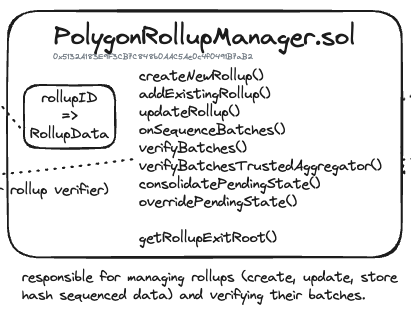 PolygonRollupManager.sol
createNewRollup()
addExistingRollup()
updateRollup()
onSequenceBatches()
verifyBatches()
verifyBatchesTrustedAggregator()
consolidatePendingState()
overridePendingState()
getRollupExitRoot()
rollupID
=>
RollupData
rollup verifier)
responsible for managing rollups (create, update, store
hash sequenced data) and verifying their batches.